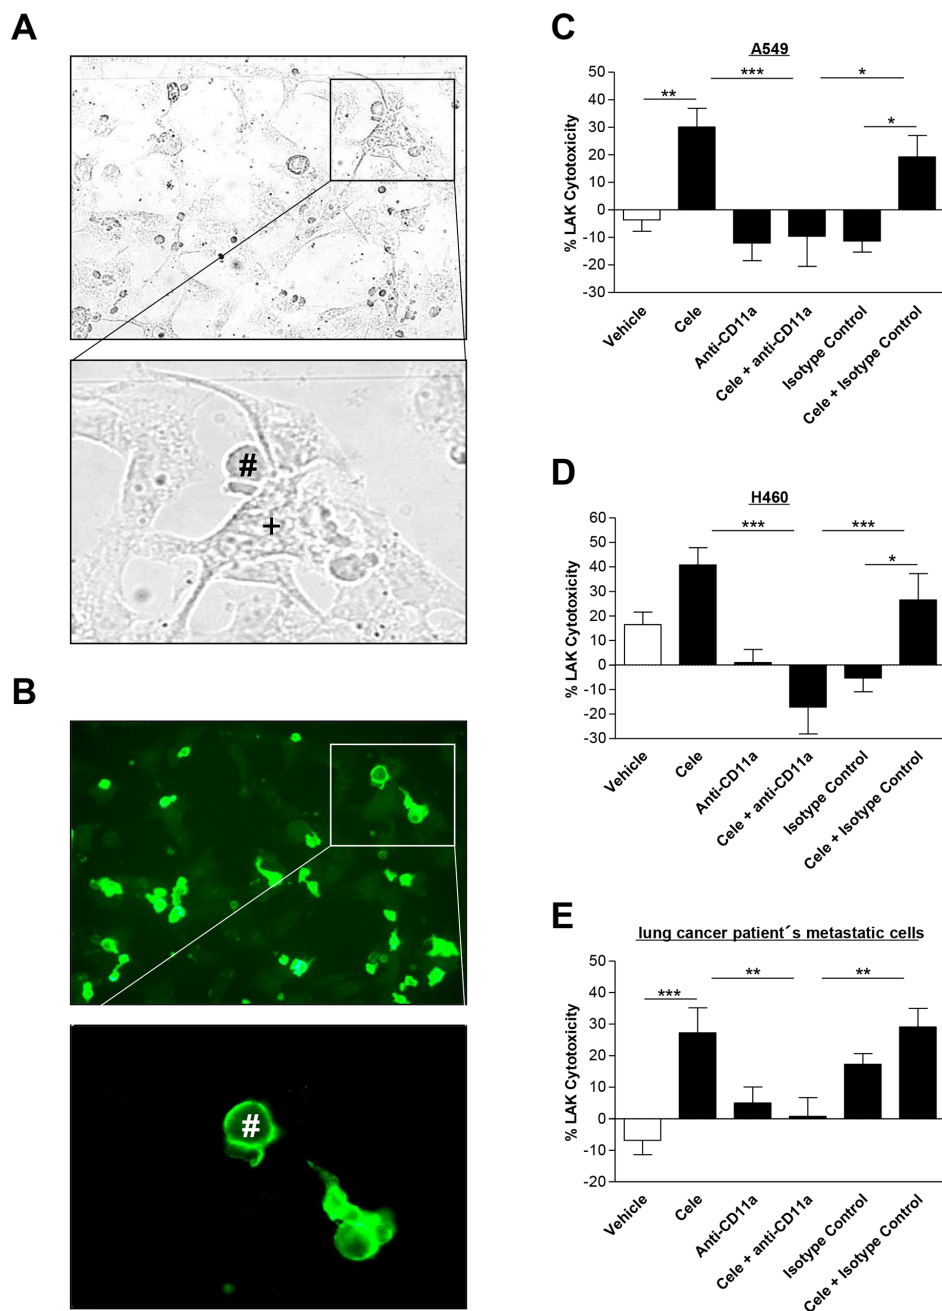 A
#
+
B
#
C
A549
% LAK Cytotoxicity
50
40
30
20
10
0
-10
-20
-30
**
***
*
*
Vehicle
Cele
Anti-CD11a
Cele + anti-CD11a
Isotype Control
Cele + Isotype Control
D
H460
% LAK Cytotoxicity
60
50
40
30
20
10
0
-10
-20
-30
***
***
*
Vehicle
Cele
Anti-CD11a
Cele + anti-CD11a
Isotype Control
Cele + Isotype Control
E
lung cancer patient´s metastatic cells
% LAK Cytotoxicity
50
40
30
20
10
0
-10
-20
***
**
**
Vehicle
Cele
Anti-CD11a
Cele + anti-CD11a
Isotype Control
Cele + Isotype Control